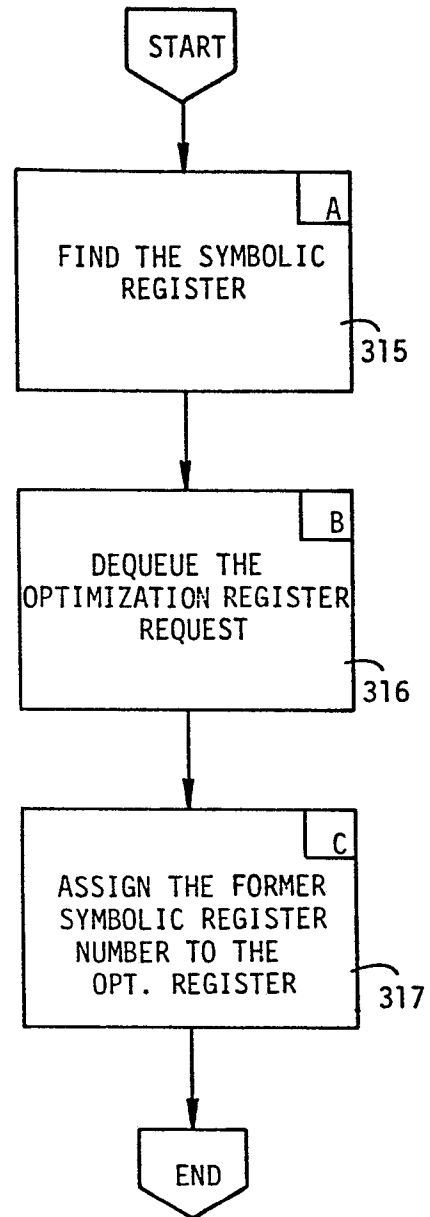 START
A
FIND THE SYMBOLIC
REGISTER
315
B
DEQUEUE THE
OPTIMIZATION REGISTER
REQUEST
316
C
ASSIGN THE FORMER
SYMBOLIC REGISTER
NUMBER TO THE
OPT. REGISTER
317
END